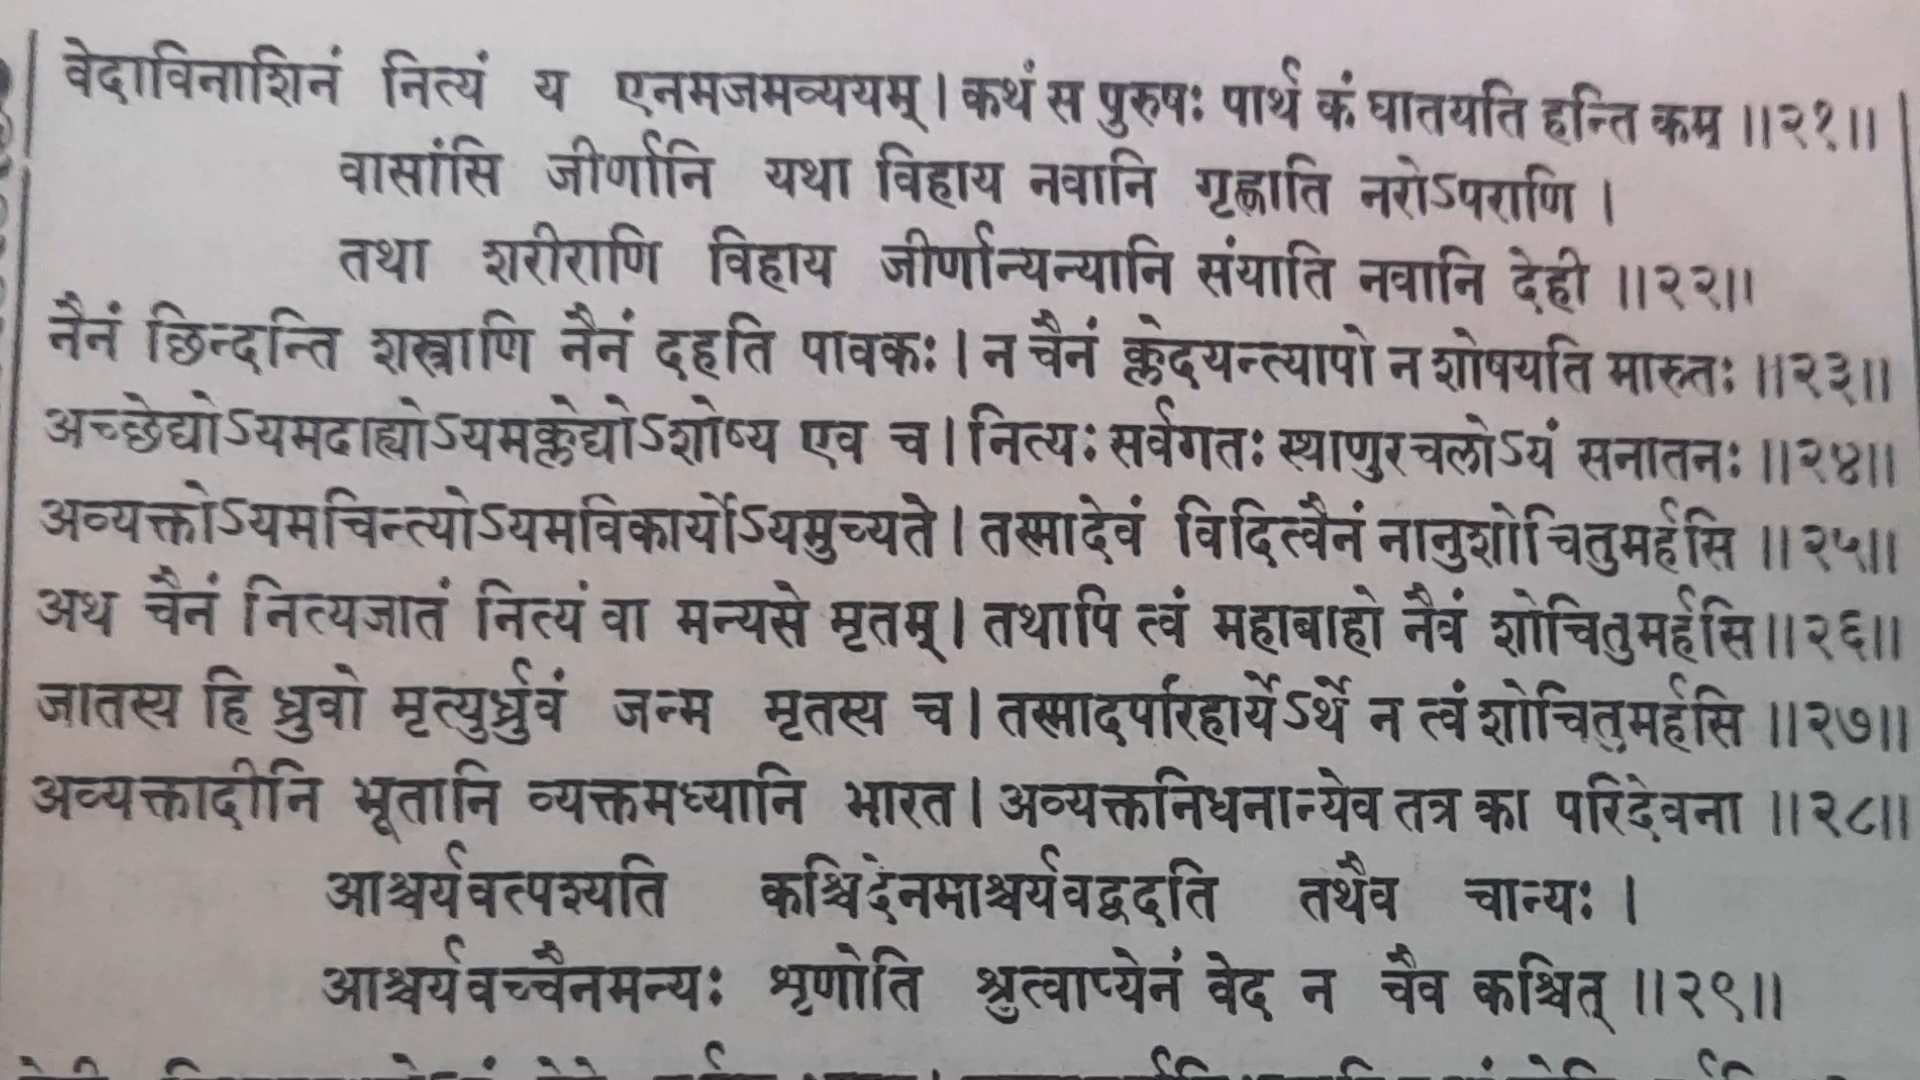 वेदाविनाशिनं नित्यं य एनमजमव्ययम्। कथं स पुरुषः पार्थ कं घातयति हन्ति कम् ॥२१॥
वासांसि जीर्णानि यथा विहाय नवानि गृह्णाति नरोऽपराणि।
तथा शरीराणि विहाय जीर्णान्यन्यानि संयाति नवानि देही ॥२२॥
नैनं छिन्दन्ति शस्त्राणि नैनं दहति पावकः। न चैनं क्लेदयन्त्यापो न शोषयति मारुतः ॥२३॥
अच्छेद्योऽयमदाह्योऽयमक्लेद्योऽशोष्य एव च। नित्यः सर्वगतः स्थाणुरचलोऽयं सनातनः ॥२४॥
अव्यक्तोऽयमचिन्त्योऽयमविकार्योऽयमुच्यते। तस्मादेवं विदित्वैनं नानुशोचितुमर्हसि ॥२५॥
अथ चैनं नित्यजातं नित्यं वा मन्यसे मृतम्। तथापि त्वं महाबाहो नैवं शोचितुमर्हसि॥२६॥
जातस्य हि ध्रुवो मृत्युर्ध्रुवं जन्म मृतस्य च। तस्मादपरिहार्येऽर्थे न त्वं शोचितुमर्हसि ॥२७॥
अव्यक्तादीनि भूतानि व्यक्तमध्यानि भारत। अव्यक्तनिधनान्येव तत्र का परिदेवना ॥२८॥
आश्चर्यवत्पश्यति कश्चिदेनमाश्चर्यवद्वदति तथैव चान्यः।
आश्चर्यवच्चैनमन्यः शृणोति श्रुत्वाप्येनं वेद न चैव कश्चित् ॥२९॥